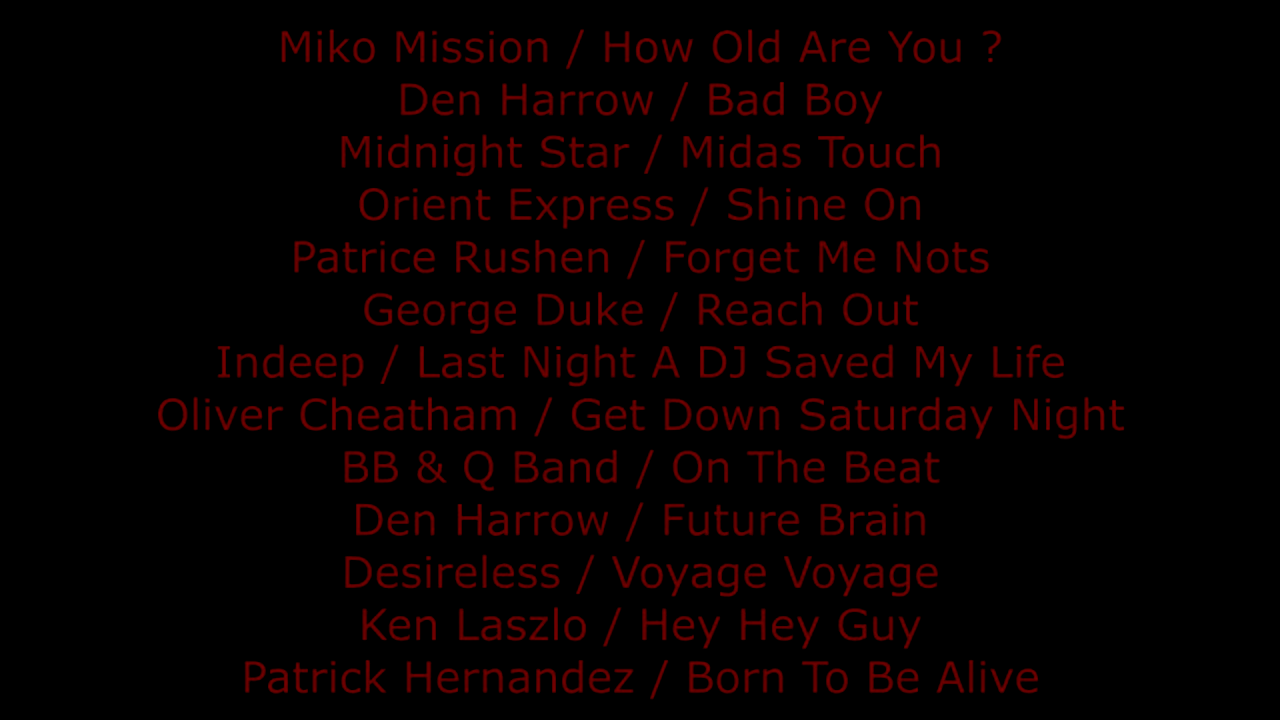 Miko Mission / How Old Are You ?
Den Harrow / Bad Boy
Midnight Star / Midas Touch
Orient Express / Shine On
Patrice Rushen / Forget Me Nots
George Duke / Reach Out
Indeep / Last Night A DJ Saved My Life
Oliver Cheatham / Get Down Saturday Night
BB & Q Band / On The Beat
Den Harrow / Future Brain
Desireless / Voyage Voyage
Ken Laszlo / Hey Hey Guy
Patrick Hernandez / Born To Be Alive